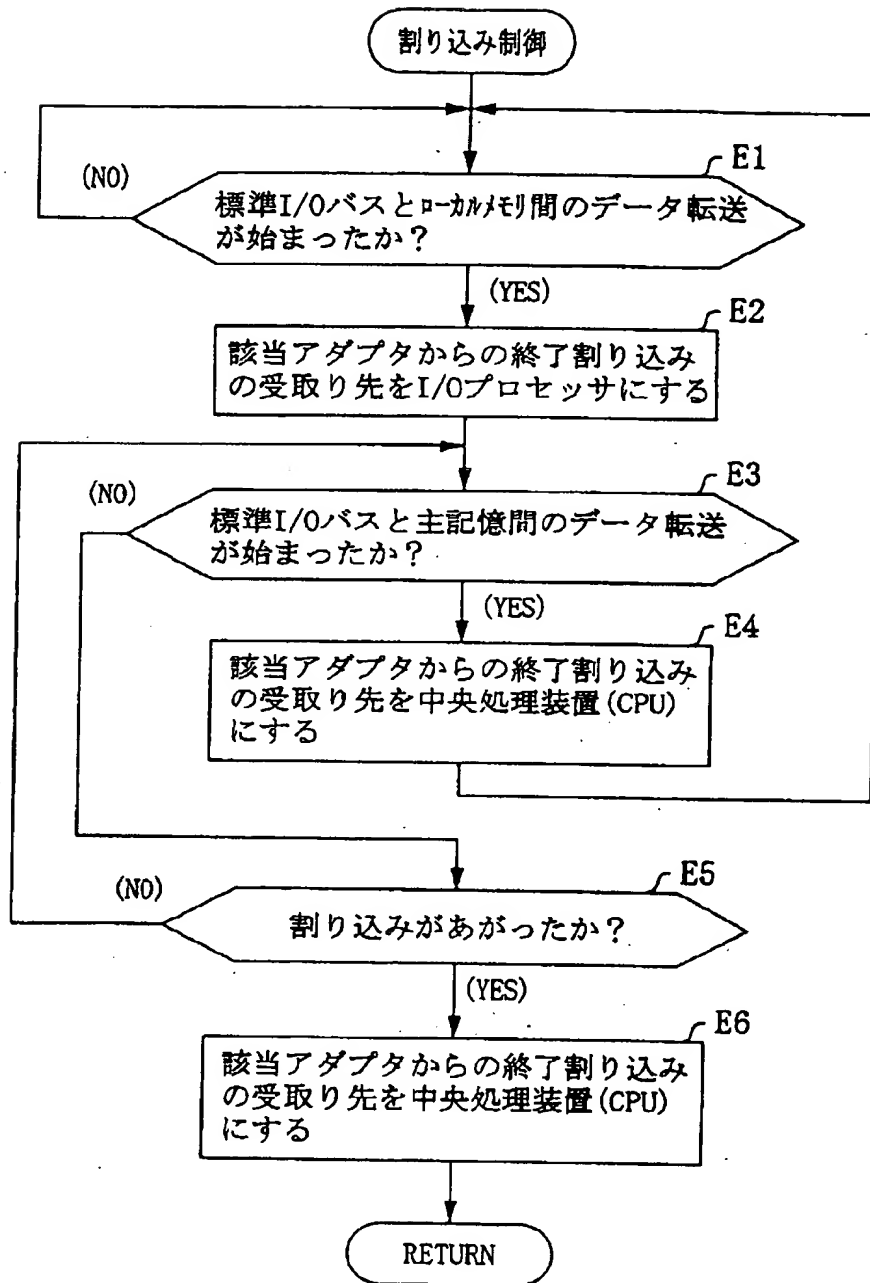 割り込み制御
E1
(NO)
標準I/Oバスとローカルメモリ間のデータ転送
が始まったか？
(YES)
E2
該当アダプタからの終了割り込み
の受取り先をI/Oプロセッサにする
E3
(NO)
標準I/Oバスと主記憶間のデータ転送
が始まったか？
(YES)
E4
該当アダプタからの終了割り込み
の受取り先を中央処理装置(CPU)
にする
E5
(NO)
割り込みがあがったか？
(YES)
E6
該当アダプタからの終了割り込み
の受取り先を中央処理装置(CPU)
にする
RETURN